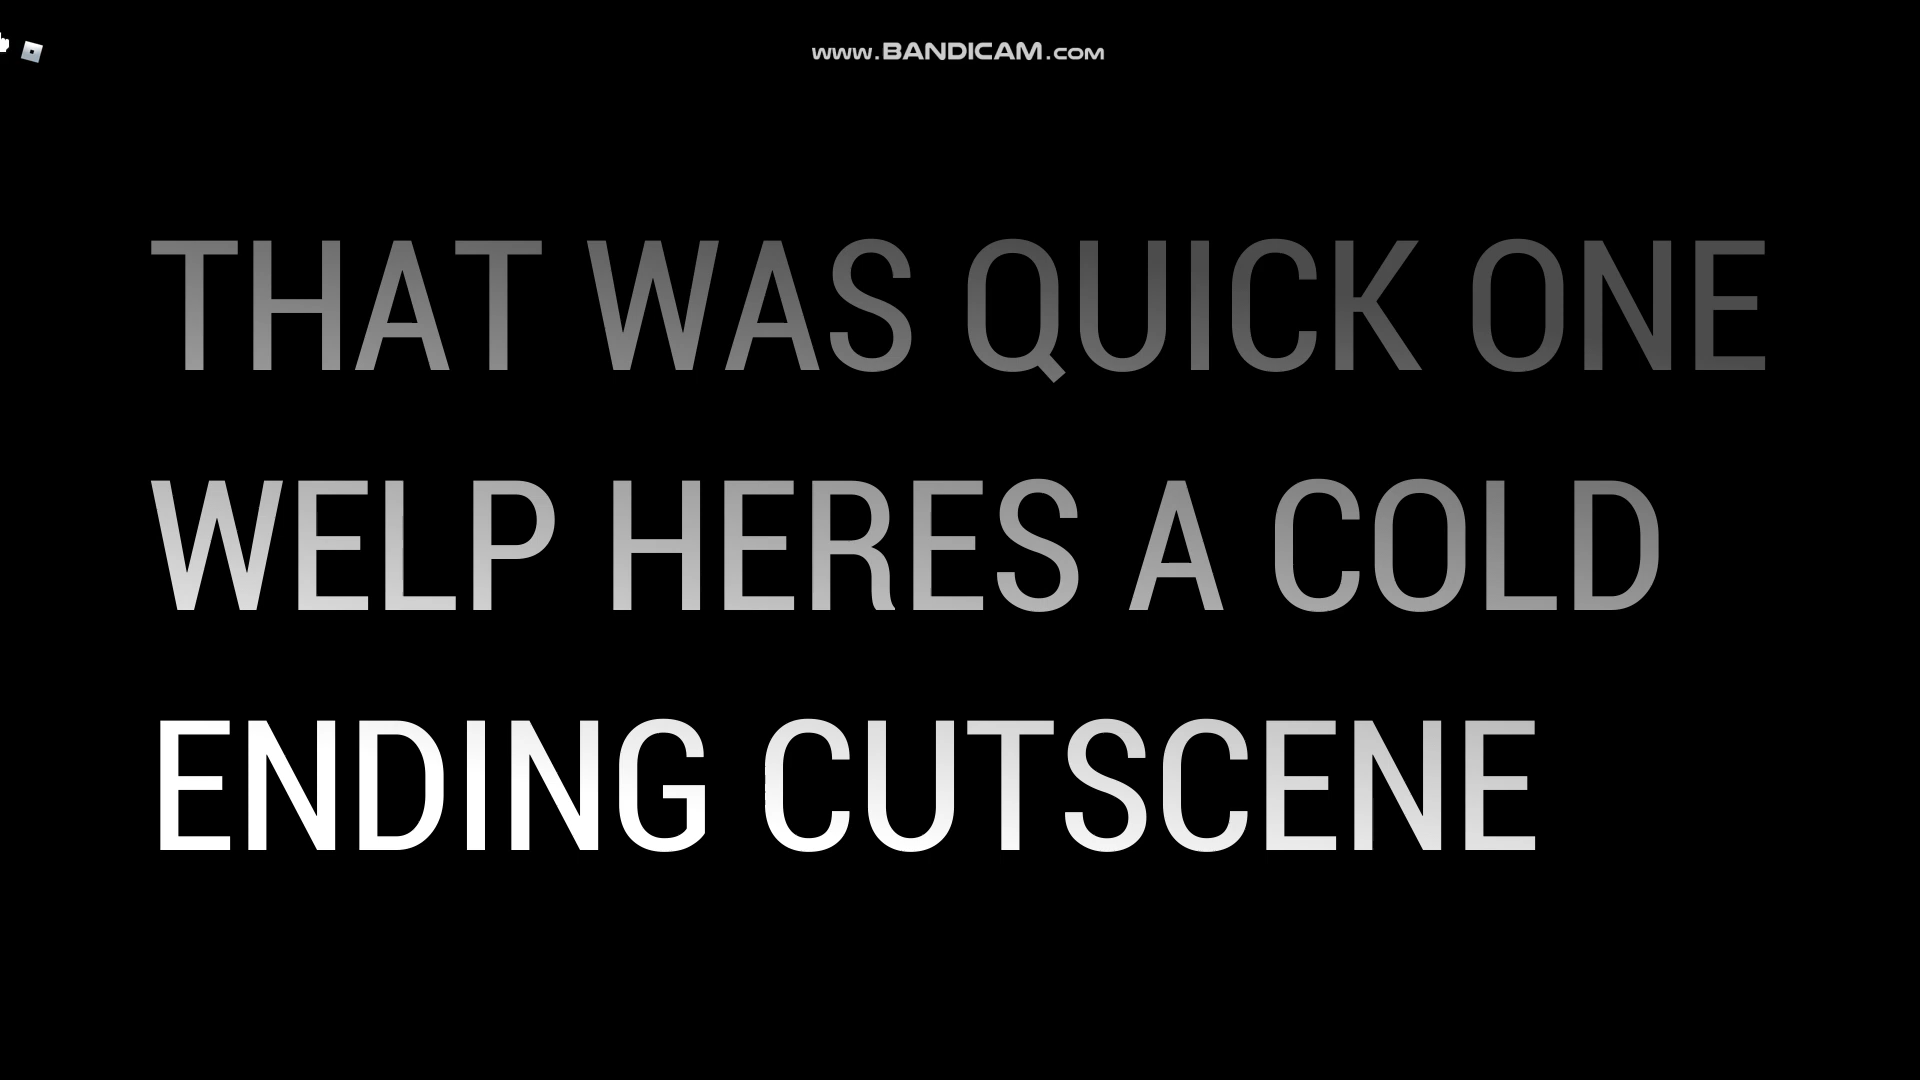 www.BANDICAM.com
THAT WAS QUICK ONE
WELP HERES A COLD
ENDING CUTSCENE